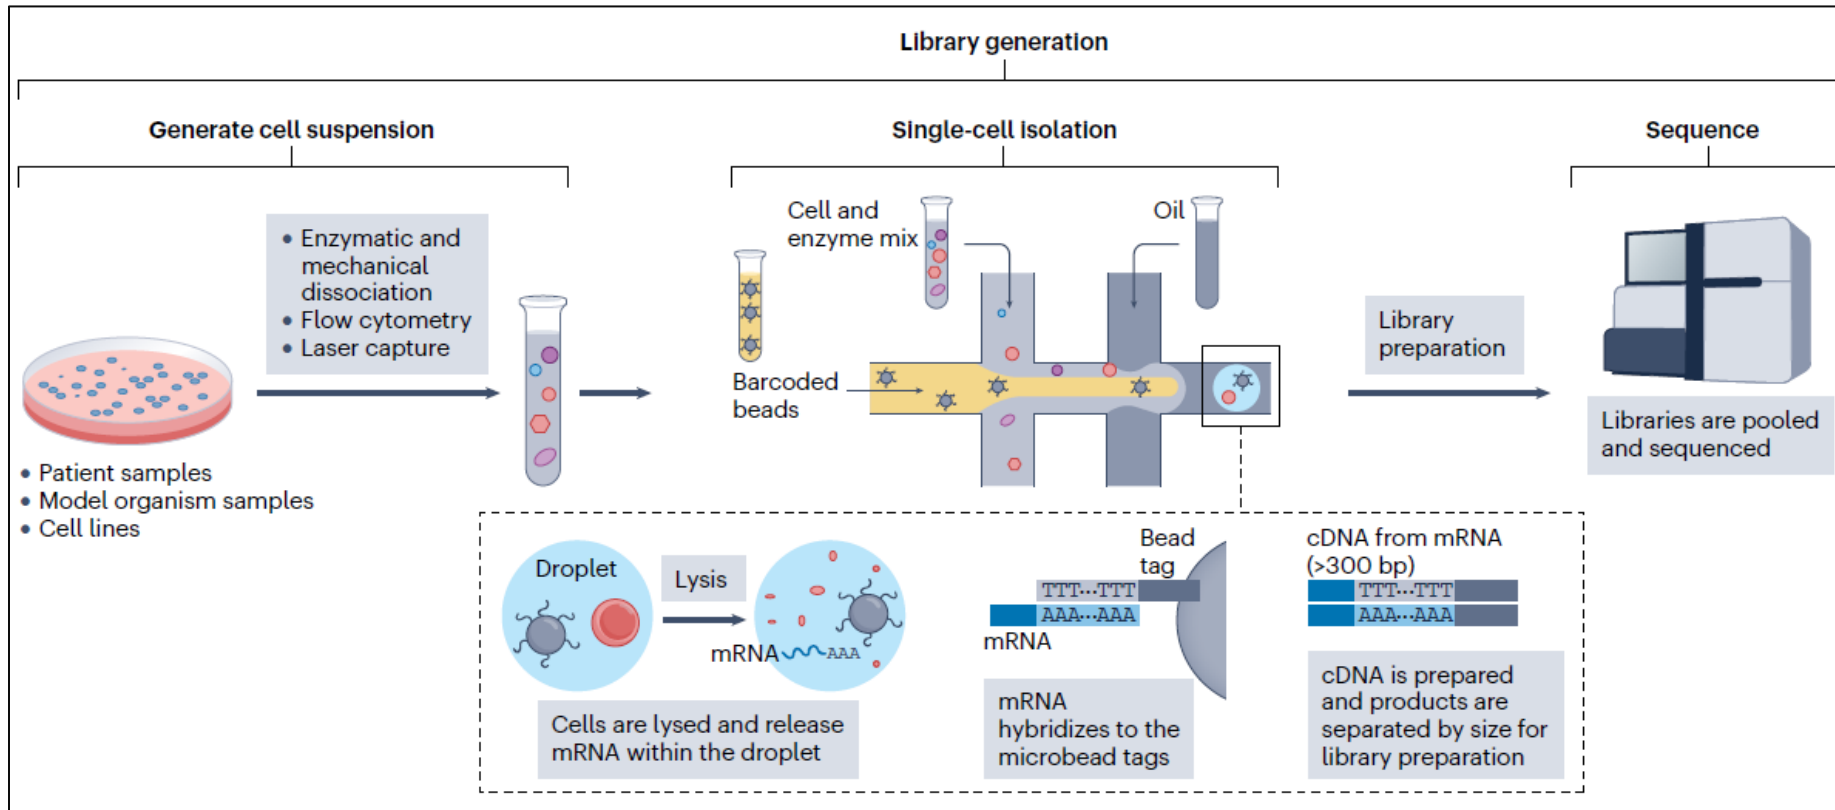 Library generation
Generate cell suspension
Single-cell isolation
Sequence
• Enzymatic and
mechanical
dissociation
• Flow cytometry
• Laser capture
• Patient samples
• Model organism samples
• Cell lines
Cell and
enzyme mix
Oil
Barcoded
beads
Library
preparation
Libraries are pooled
and sequenced
Droplet
Lysis
mRNA
AAA
Cells are lysed and release
mRNA within the droplet
Bead
tag
TTT···TTT
AAA···AAA
mRNA
mRNA
hybridizes to the
microbead tags
cDNA from mRNA
(>300 bp)
TTT···TTT
AAA···AAA
cDNA is prepared
and products are
separated by size for
library preparation